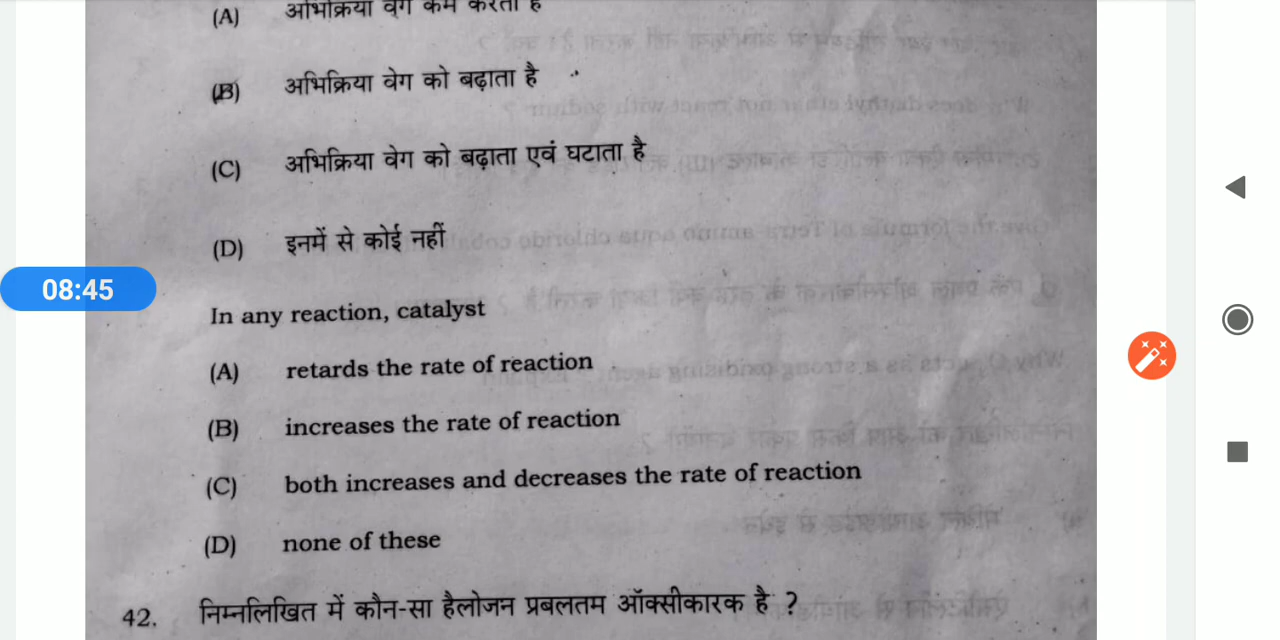 (A) अभिक्रिया वेग कम करता है
(B) अभिक्रिया वेग को बढ़ाता है
(C) अभिक्रिया वेग को बढ़ाता एवं घटाता है
(D) इनमें से कोई नहीं
08:45
In any reaction, catalyst
(A) retards the rate of reaction
(B) increases the rate of reaction
(C) both increases and decreases the rate of reaction
(D) none of these
42. निम्नलिखित में कौन-सा हैलोजन प्रबलतम ऑक्सीकारक है ?